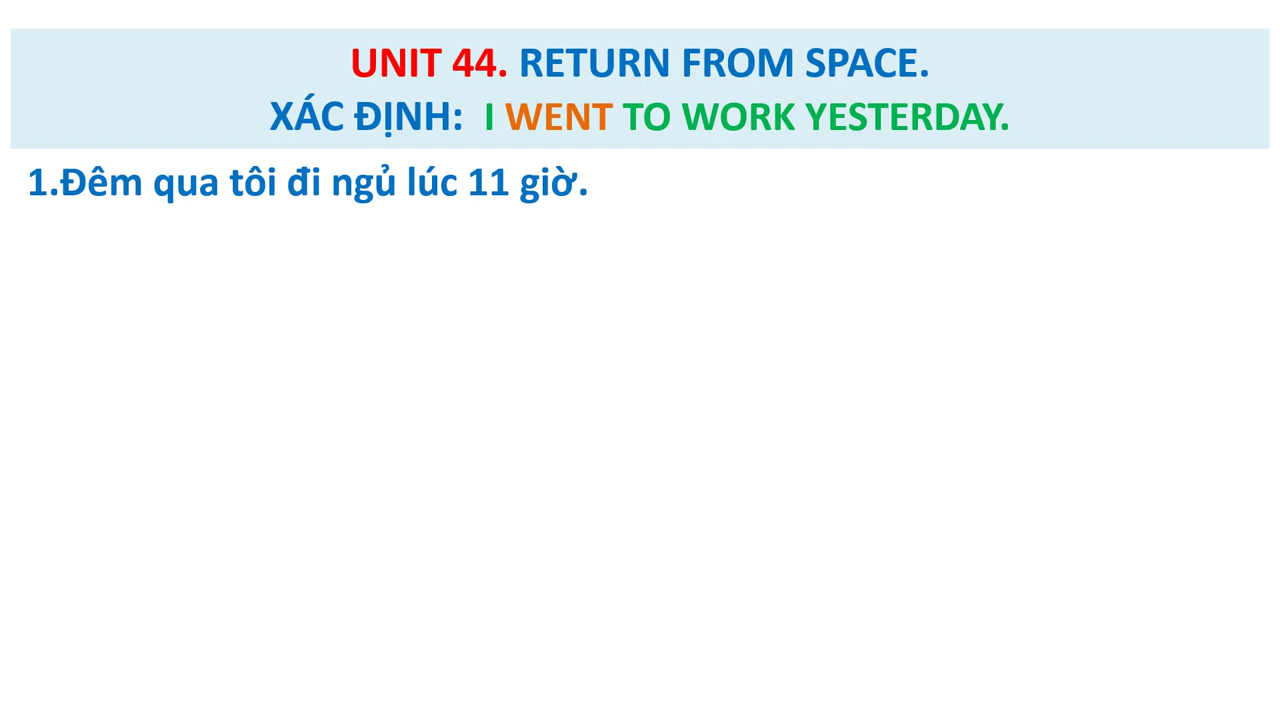 UNIT 44. RETURN FROM SPACE.
XÁC ĐỊNH: I WENT TO WORK YESTERDAY.
1.Đêm qua tôi đi ngủ lúc 11 giờ.